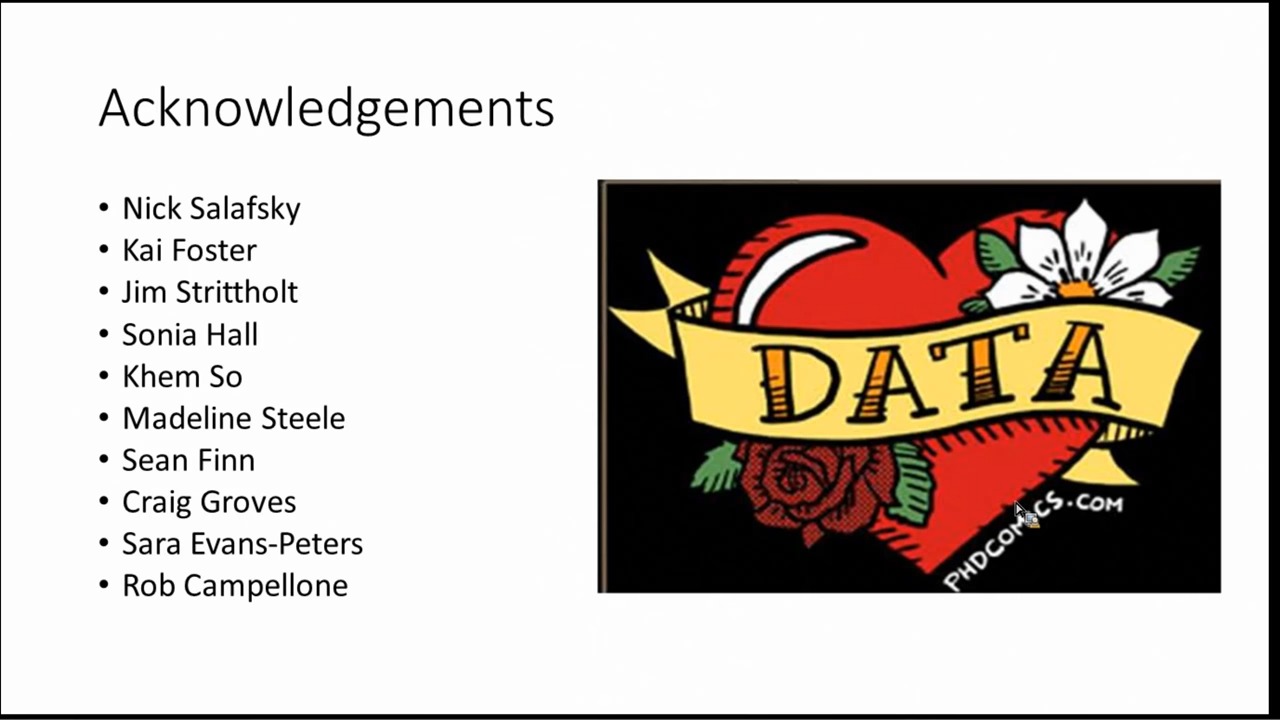 Acknowledgements
• Nick Salafsky
• Kai Foster
• Jim Strittholt
• Sonia Hall
• Khem So
• Madeline Steele
• Sean Finn
• Craig Groves
• Sara Evans-Peters
• Rob Campellone
DATA
PHDCOMICS.COM